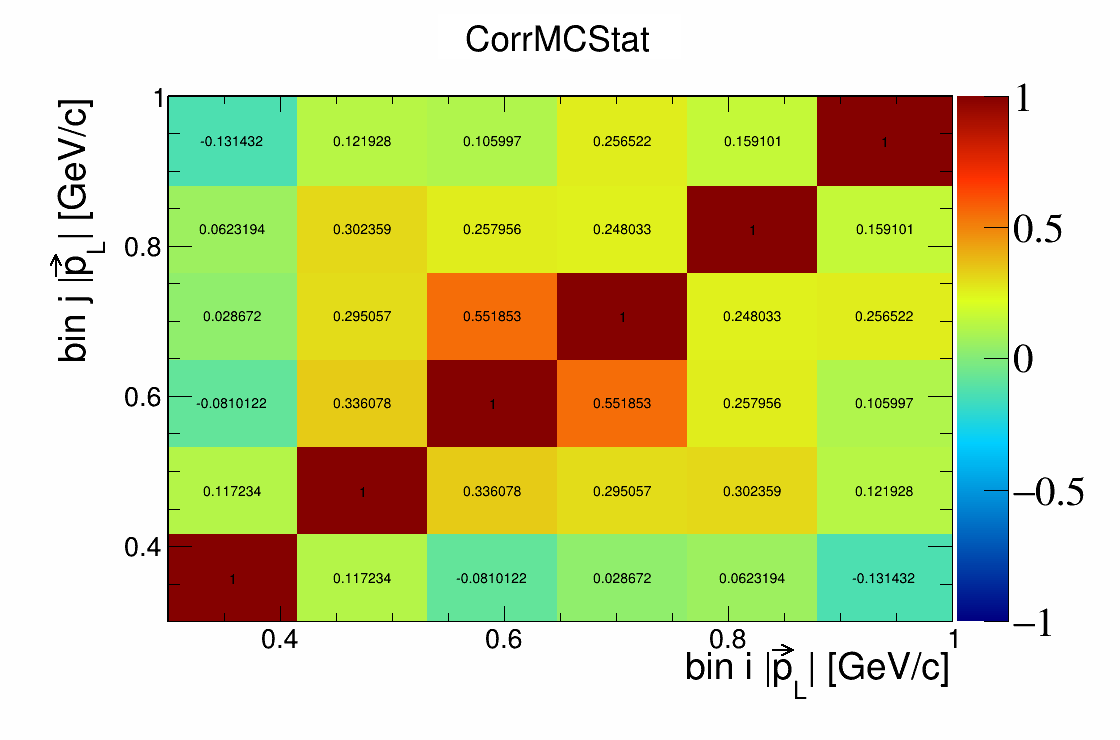 CorrMCStat
bin j |p⃗_L| [GeV/c]
1
0.8
0.6
0.4
-0.131432 0.121928 0.105997 0.256522 0.159101 1
0.0623194 0.302359 0.257956 0.248033 1 0.159101
0.028672 0.295057 0.551853 1 0.248033 0.256522
-0.0810122 0.336078 1 0.551853 0.257956 0.105997
0.117234 1 0.336078 0.295057 0.302359 0.121928
1 0.117234 -0.0810122 0.028672 0.0623194 -0.131432
0.4 0.6 0.8 1
bin i |p⃗_L| [GeV/c]
1
0.5
0
−0.5
−1